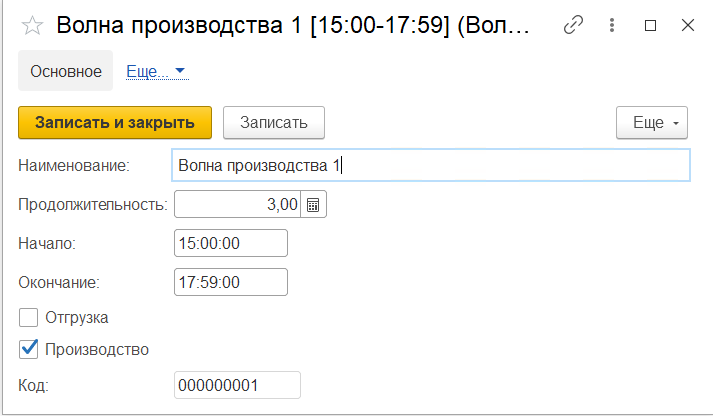 Волна производства 1 [15:00-17:59] (Вол...
Основное Еще...
Записать и закрыть Записать Еще
Наименование: Волна производства 1
Продолжительность: 3,00
Начало: 15:00:00
Окончание: 17:59:00
Отгрузка
Производство
Код: 000000001